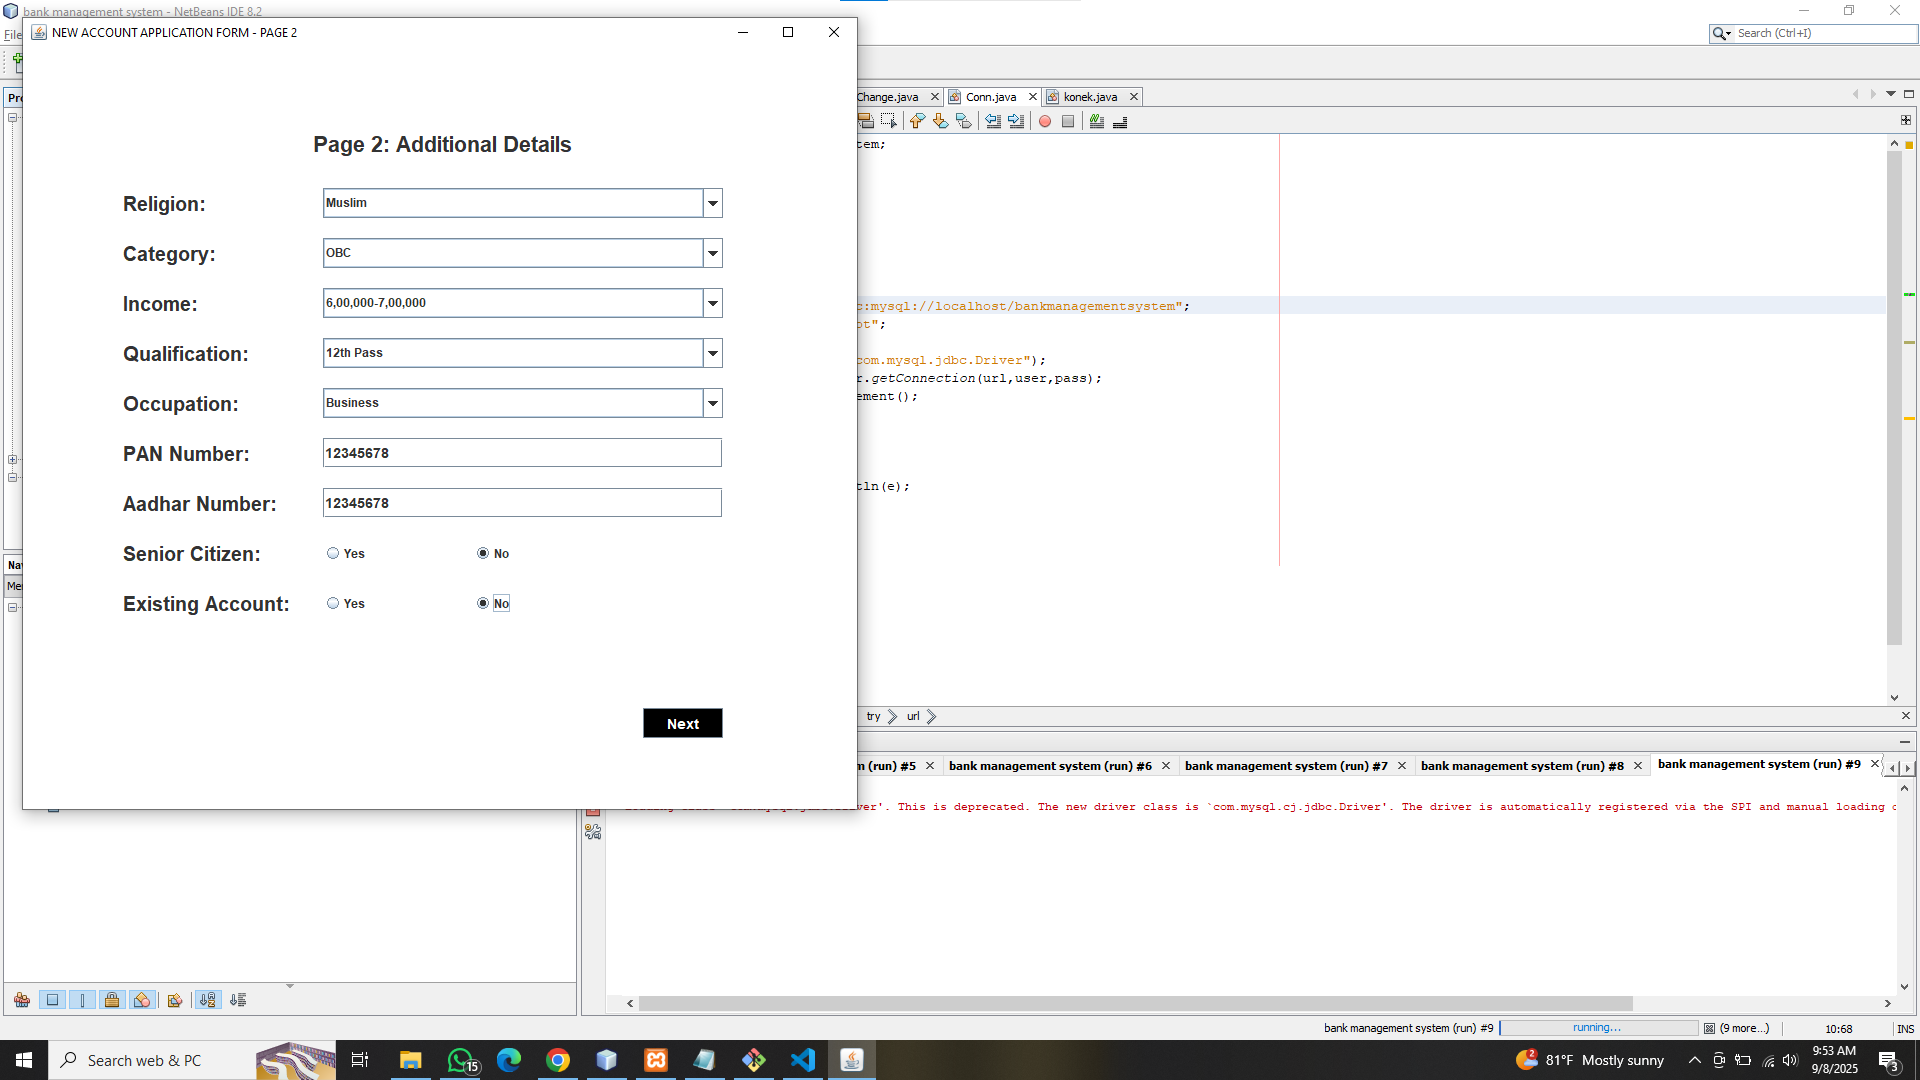 bank management system - NetBeans IDE 8.2
File
Search (Ctrl+I)
NEW ACCOUNT APPLICATION FORM - PAGE 2
Change.java
Conn.java
konek.java
Page 2: Additional Details
Religion:
Muslim
Category:
OBC
Income:
6,00,000-7,00,000
Qualification:
12th Pass
Occupation:
Business
PAN Number:
12345678
Aadhar Number:
12345678
Senior Citizen:
Yes
No
Existing Account:
Yes
No
Next
tem;
c:mysql://localhost/bankmanagementsystem";
ot";
com.mysql.jdbc.Driver");
r.getConnection(url,user,pass);
ement();
tln(e);
try
url
m (run) #5
bank management system (run) #6
bank management system (run) #7
bank management system (run) #8
bank management system (run) #9
ver'. This is deprecated. The new driver class is `com.mysql.cj.jdbc.Driver'. The driver is automatically registered via the SPI and manual loading
bank management system (run) #9
running...
(9 more...)
10:68
INS
Search web & PC
15
2
81°F Mostly sunny
9:53 AM
9/8/2025
3